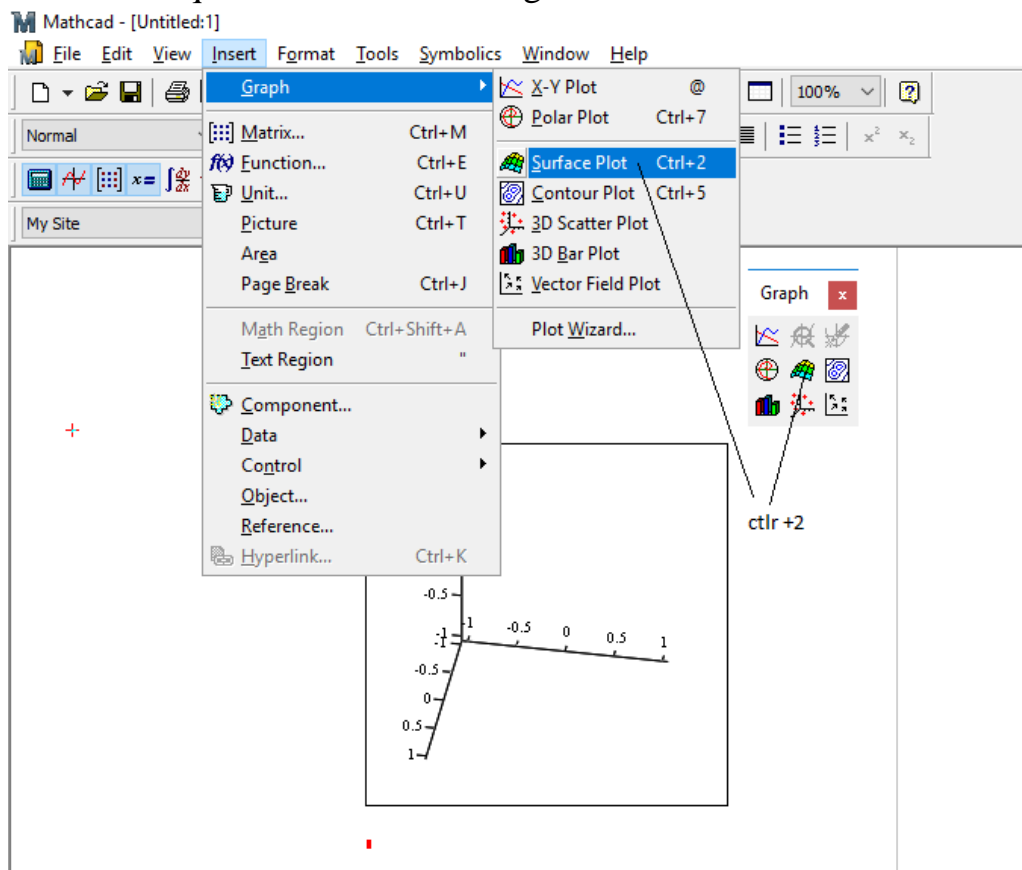 Mathcad - [Untitled:1]
File Edit View Insert Format Tools Symbolics Window Help
100%
Normal
My Site
Graph
Matrix... Ctrl+M
Function... Ctrl+E
Unit... Ctrl+U
Picture Ctrl+T
Area
Page Break Ctrl+J
Math Region Ctrl+Shift+A
Text Region "
Component...
Data
Control
Object...
Reference...
Hyperlink... Ctrl+K
X-Y Plot @
Polar Plot Ctrl+7
Surface Plot Ctrl+2
Contour Plot Ctrl+5
3D Scatter Plot
3D Bar Plot
Vector Field Plot
Plot Wizard...
Graph x
ctlr +2
-0.5
-1 -1 -0.5 0 0.5 1
-1
-0.5
0
0.5
1